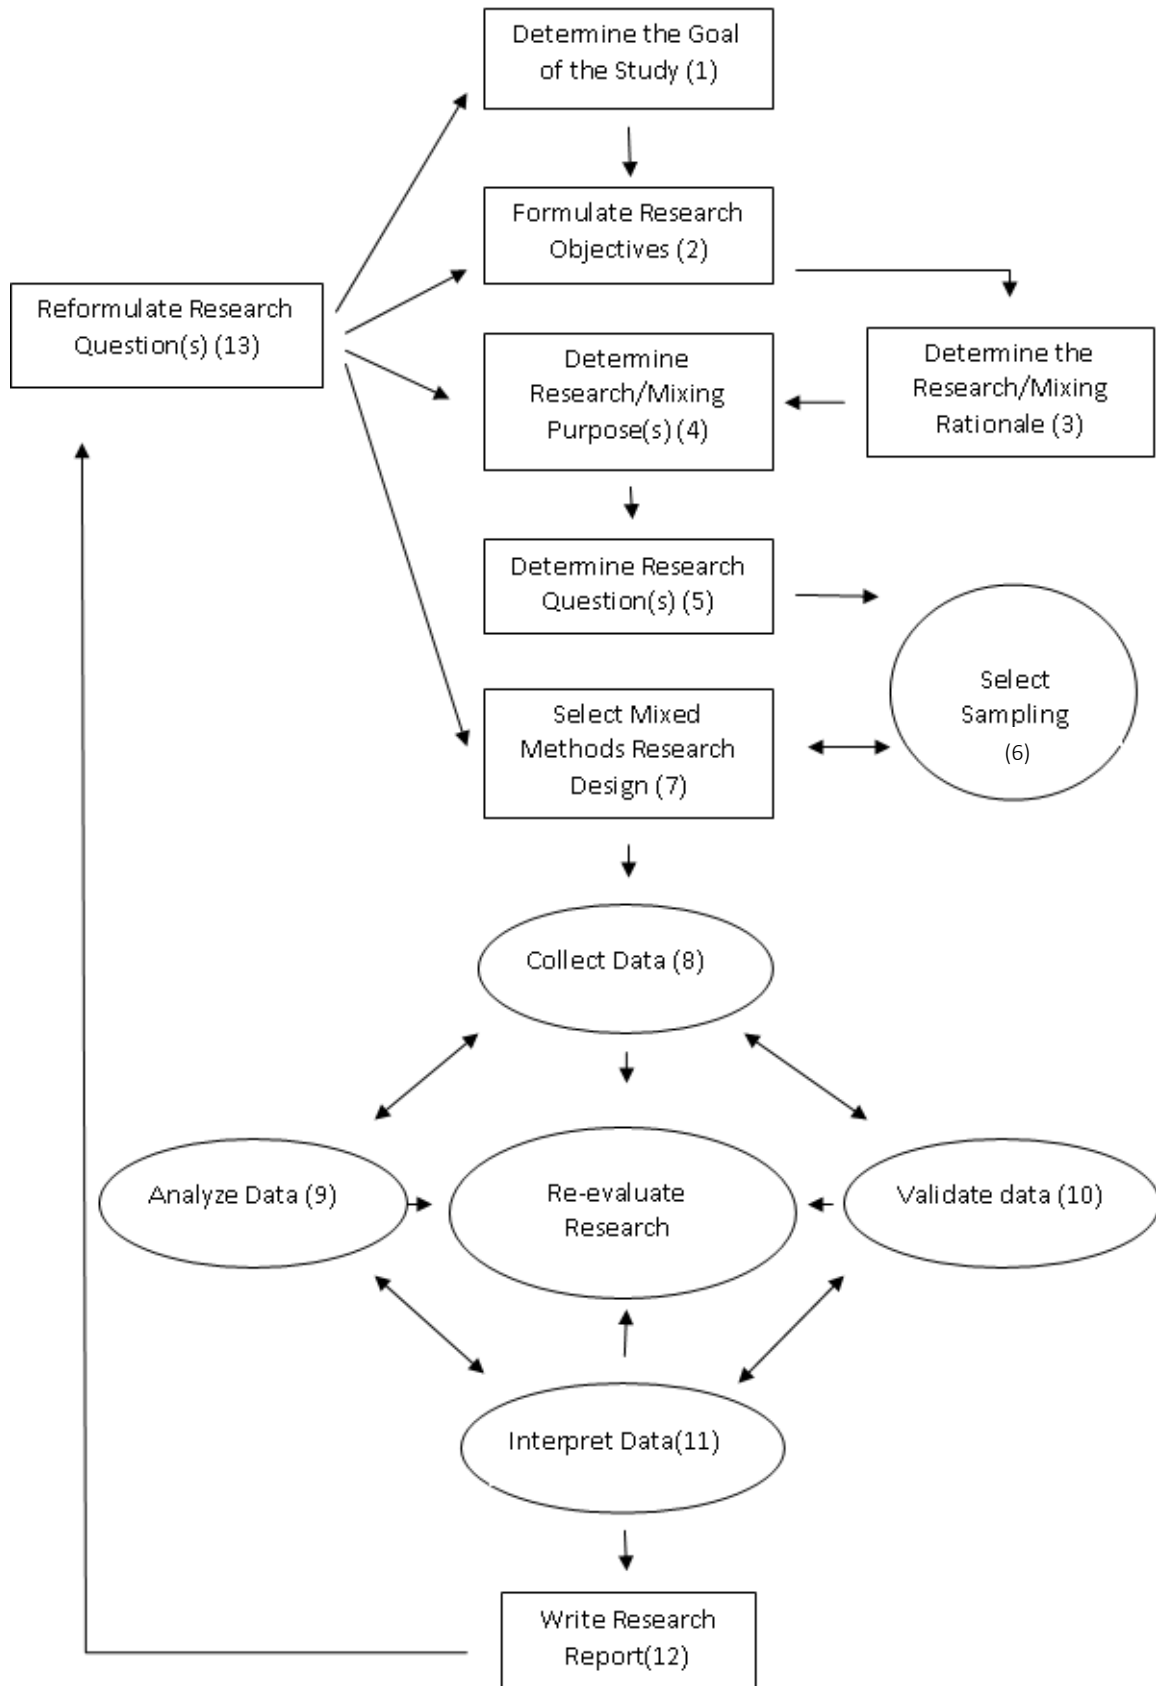 Determine the Goal
of the Study (1)
Formulate Research
Objectives (2)
Reformulate Research
Question(s) (13)
Determine
Research/Mixing
Purpose(s) (4)
Determine the
Research/Mixing
Rationale (3)
Determine Research
Question(s) (5)
Select
Sampling
(6)
Select Mixed
Methods Research
Design (7)
Collect Data (8)
Analyze Data (9)
Re-evaluate
Research
Validate data (10)
Interpret Data(11)
Write Research
Report(12)